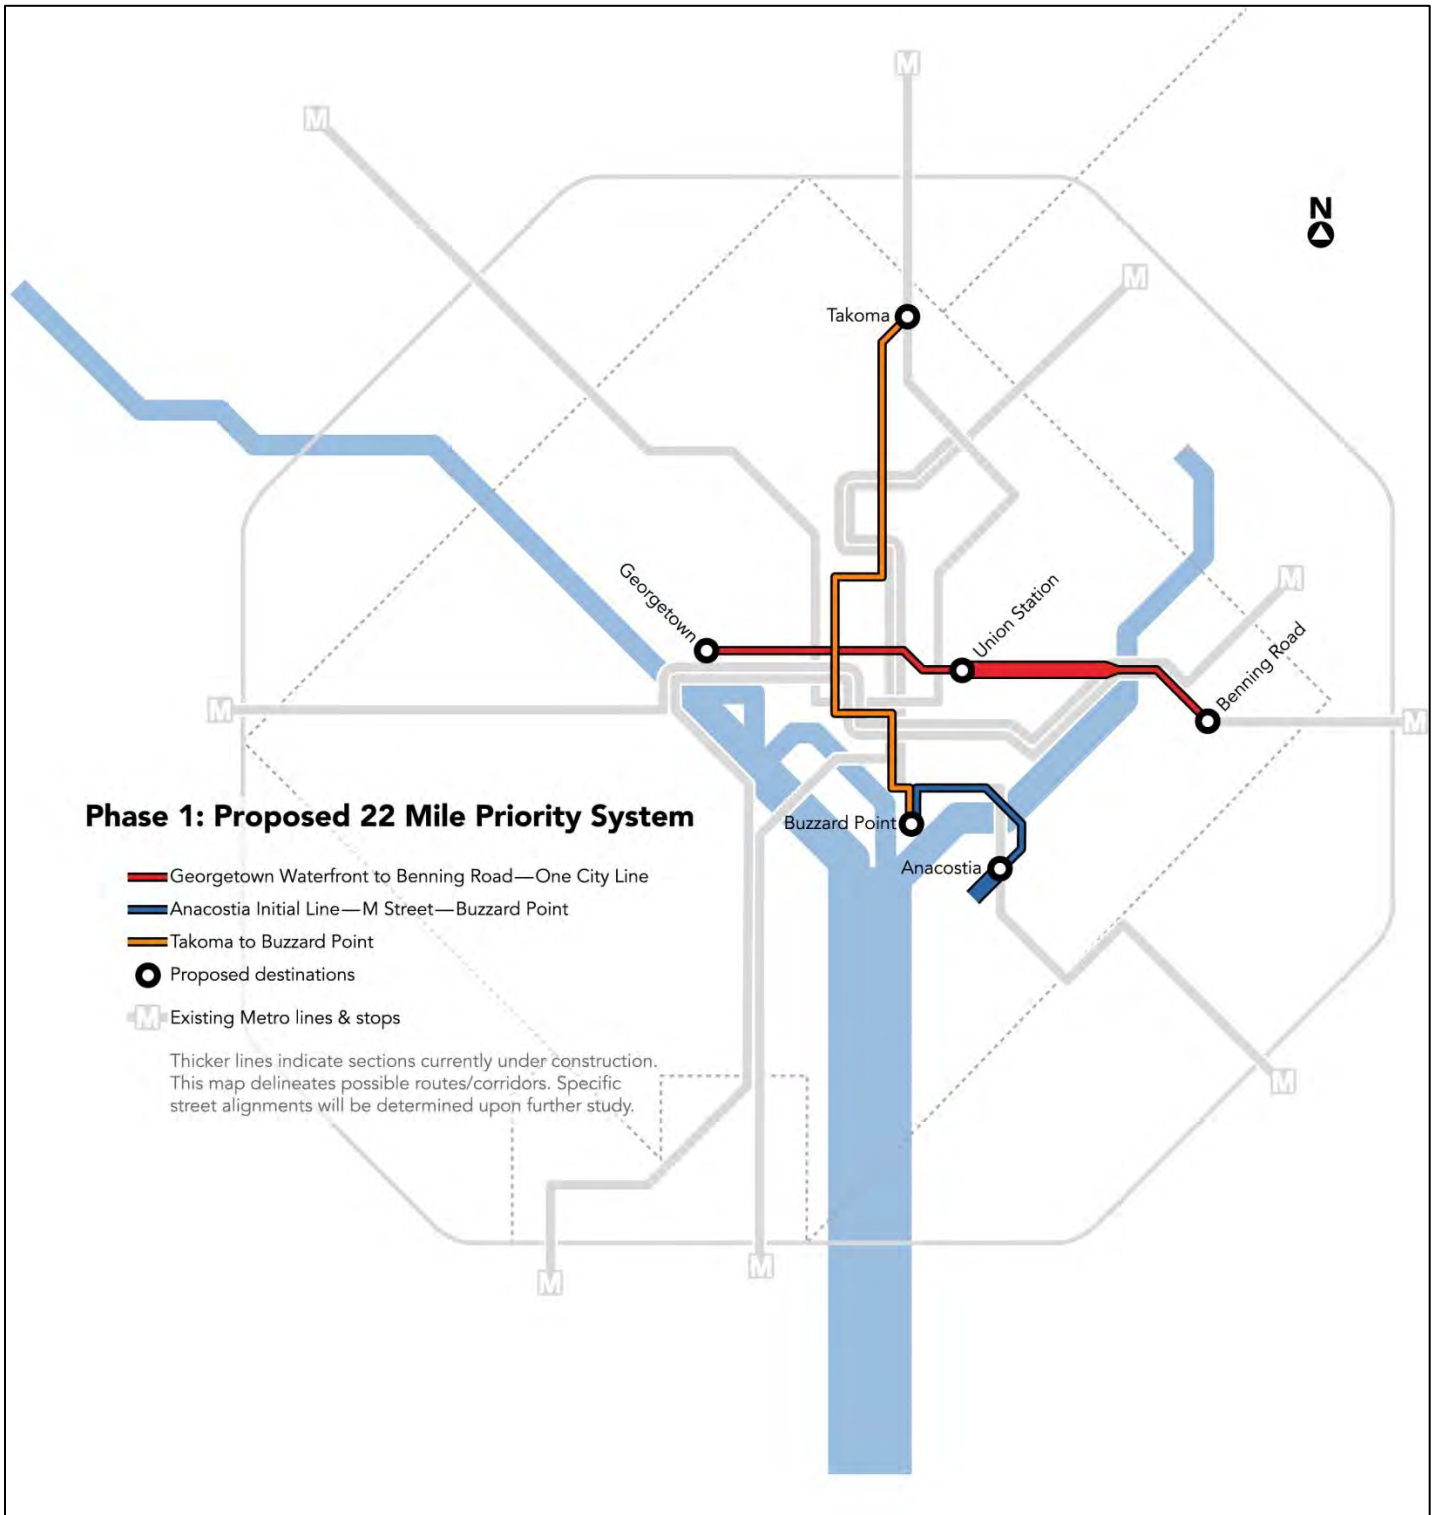 M
M
N
M
Takoma
Georgetown
Union Station
M
Benning Road
M
M
Phase 1: Proposed 22 Mile Priority System
Buzzard Point
Anacostia
Georgetown Waterfront to Benning Road—One City Line
Anacostia Initial Line—M Street—Buzzard Point
Takoma to Buzzard Point
Proposed destinations
M Existing Metro lines & stops
Thicker lines indicate sections currently under construction.
This map delineates possible routes/corridors. Specific
street alignments will be determined upon further study.
M
M
M